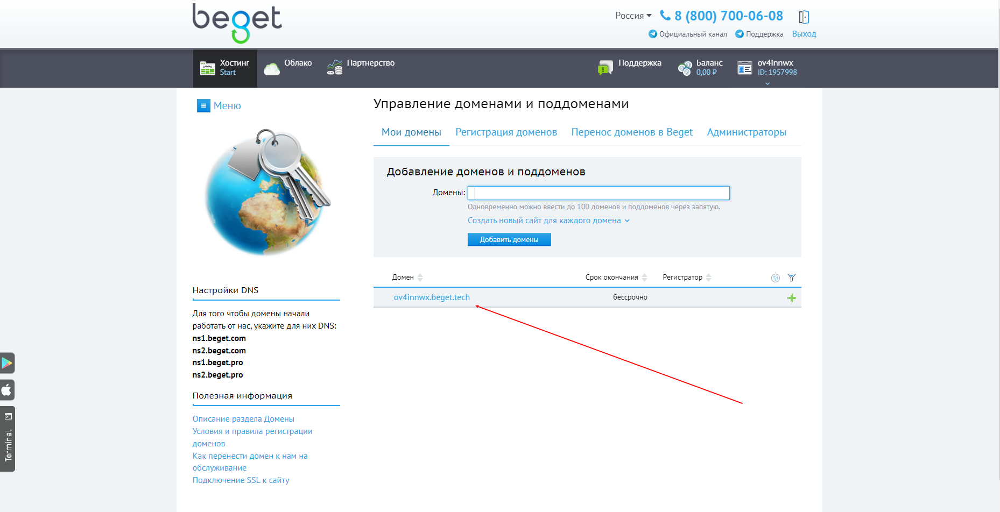 beget
Россия
8 (800) 700-06-08
Официальный канал
Поддержка
Выход
Хостинг
Start
Облако
Партнерство
Поддержка
Баланс
0,00 ₽
ov4innwx
ID: 1957998
Меню
Управление доменами и поддоменами
Мои домены
Регистрация доменов
Перенос доменов в Beget
Администраторы
Добавление доменов и поддоменов
Домены:
Одновременно можно ввести до 100 доменов и поддоменов через запятую.
Создать новый сайт для каждого домена
Добавить домены
Домен
Срок окончания
Регистратор
ov4innwx.beget.tech
бессрочно
Настройки DNS
Для того чтобы домены начали
работать от нас, укажите для них DNS:
ns1.beget.com
ns2.beget.com
ns1.beget.pro
ns2.beget.pro
Полезная информация
Описание раздела Домены
Условия и правила регистрации
доменов
Как перенести домен к нам на
обслуживание
Подключение SSL к сайту
Terminal